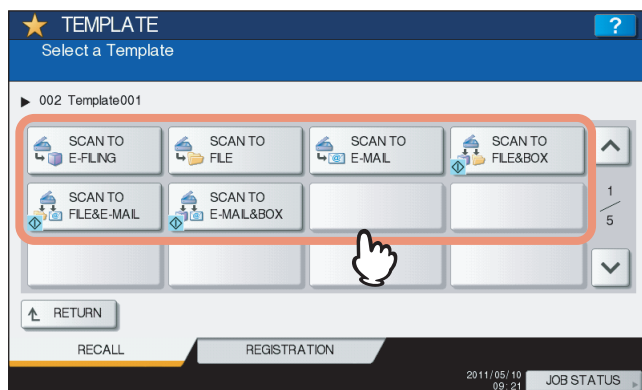 TEMPLATE
?
Select a Template
002 Template001
SCAN TO
E-FILING
SCAN TO
FILE
SCAN TO
E-MAIL
SCAN TO
FILE&BOX
SCAN TO
FILE&E-MAIL
SCAN TO
E-MAIL&BOX
1
5
RETURN
RECALL
REGISTRATION
2011/05/10
09:21
JOB STATUS